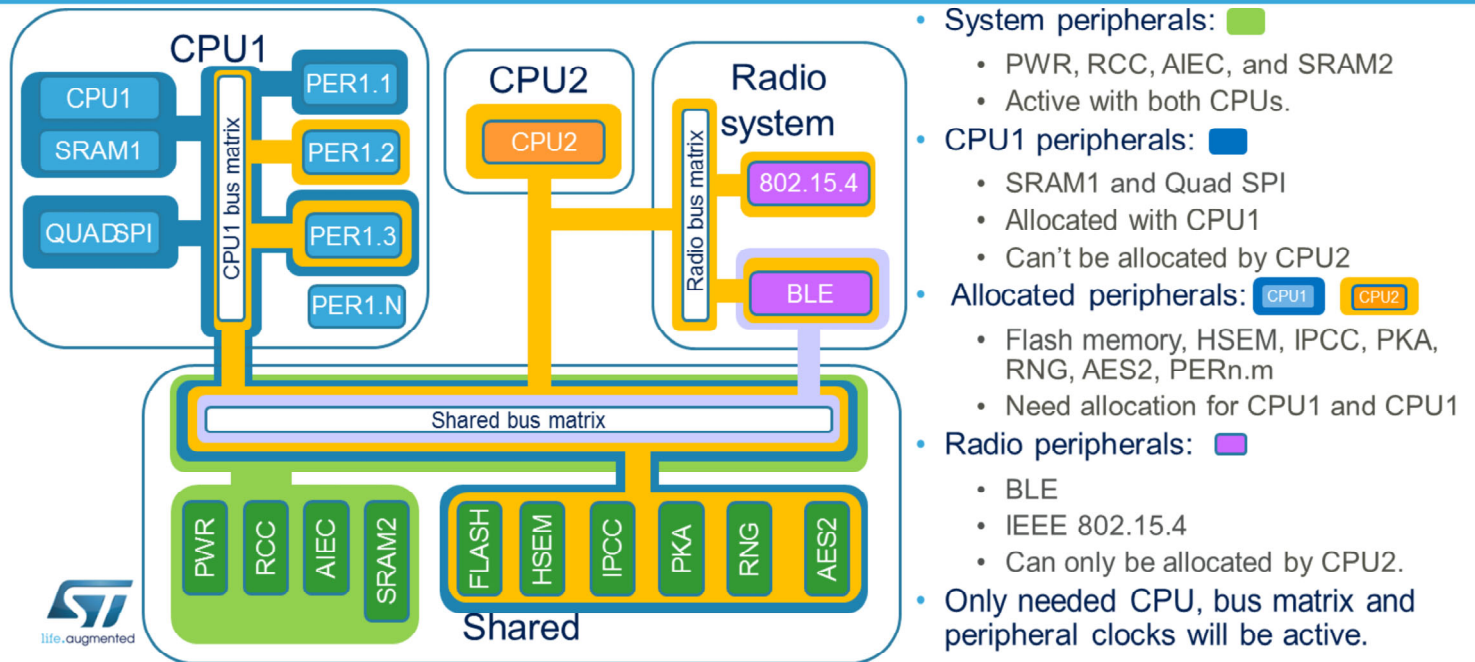 CPU1
CPU1
SRAM1
QUADSPI
CPU1 bus matrix
PER1.1
PER1.2
PER1.3
PER1.N
CPU2
CPU2
Radio
system
Radio bus matrix
802.15.4
BLE
Shared bus matrix
PWR
RCC
AIEC
SRAM2
FLASH
HSEM
IPCC
PKA
RNG
AES2
Shared
ST
life.augmented
• System peripherals:
• PWR, RCC, AIEC, and SRAM2
• Active with both CPUs.
• CPU1 peripherals:
• SRAM1 and Quad SPI
• Allocated with CPU1
• Can't be allocated by CPU2
• Allocated peripherals: CPU1 CPU2
• Flash memory, HSEM, IPCC, PKA,
RNG, AES2, PERn.m
• Need allocation for CPU1 and CPU1
• Radio peripherals:
• BLE
• IEEE 802.15.4
• Can only be allocated by CPU2.
• Only needed CPU, bus matrix and
peripheral clocks will be active.